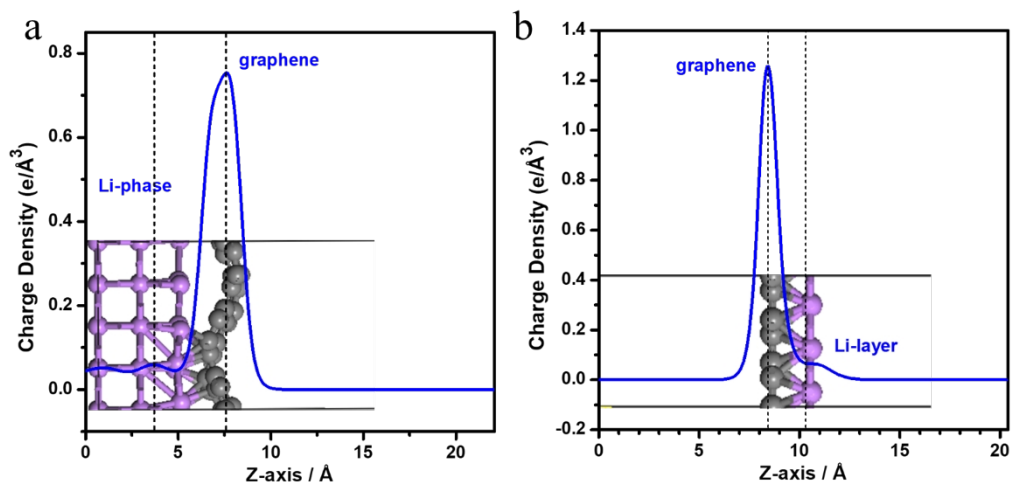 a
graphene
Li-phase
Charge Density (e/Å³)
0.8
0.6
0.4
0.2
0.0
0
5
10
15
20
Z-axis / Å
b
graphene
Li-layer
Charge Density (e/Å³)
1.4
1.2
1.0
0.8
0.6
0.4
0.2
0.0
-0.2
0
5
10
15
20
Z-axis / Å